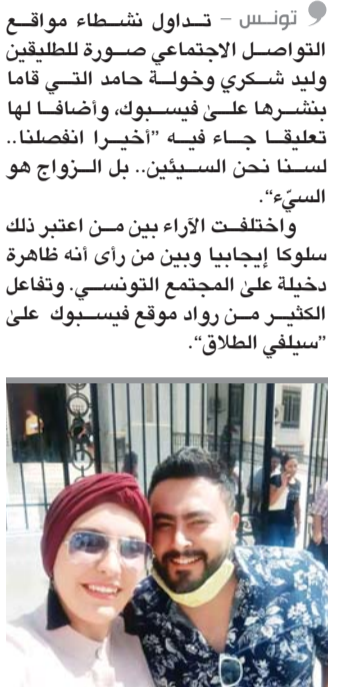 تونس – تداول نشطاء مواقع
التواصل الاجتماعي صورة للطليقين
وليد شكري وخولة حامد التي قاما
بنشرها على فيسبوك، وأضافا لها
تعليقا جاء فيه ”أخيرا انفصلنا..
لسنا نحن السيئين.. بل الزواج هو
السيّء“.
واختلفت الآراء بين من اعتبر ذلك
سلوكا إيجابيا وبين من رأى أنه ظاهرة
دخيلة على المجتمع التونسي. وتفاعل
الكثير من رواد موقع فيسبوك على
”سيلفي الطلاق“.